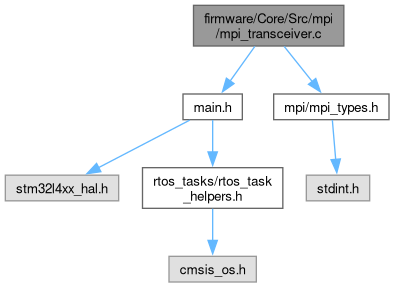 firmware/Core/Src/mpi
/mpi_transceiver.c
main.h
mpi/mpi_types.h
stm32l4xx_hal.h
rtos_tasks/rtos_task
_helpers.h
stdint.h
cmsis_os.h